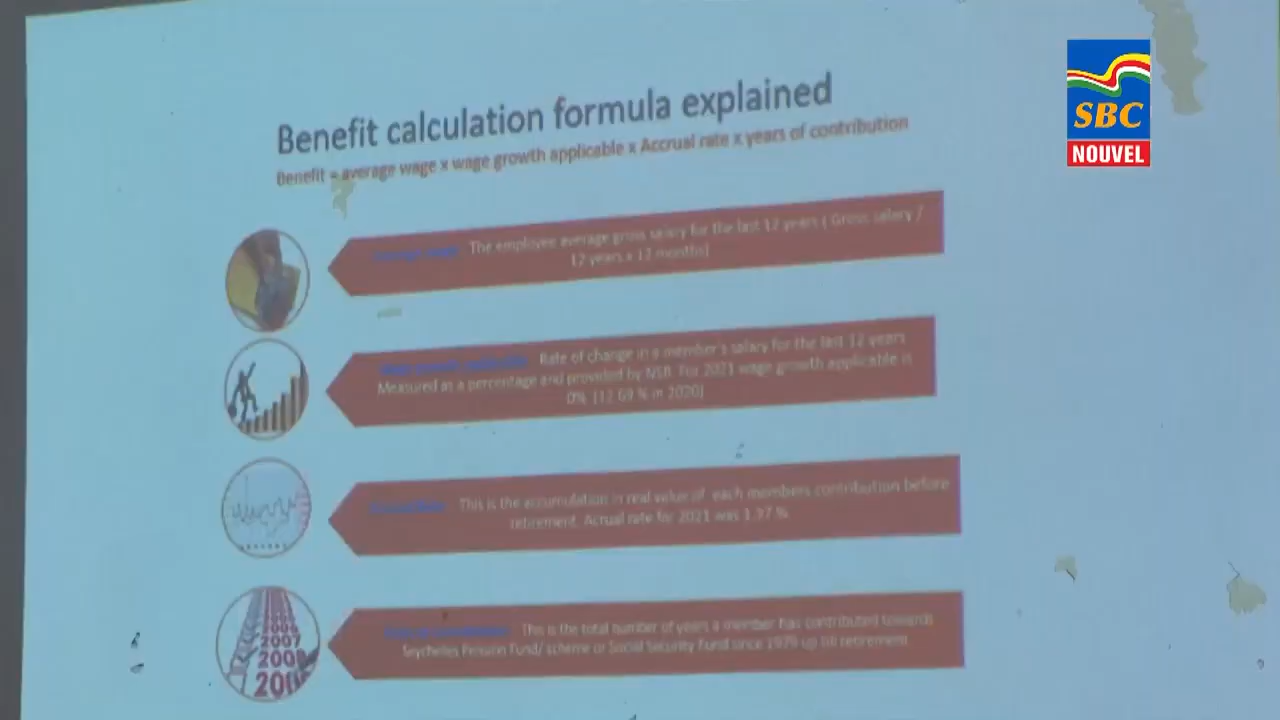 Benefit calculation formula explained
Benefit = average wage x wage growth applicable x Accrual rate x years of contribution
The employee average gross salary for the last 12 years ( Gross salary /
12 years x 12 months)
Rate of change in a member's salary for the last 12 years
Measured as a percentage and provided by NSB. For 2021 wage growth applicable is
0% (12.69 % in 2020)
This is the accumulation in real value of each members contribution before
retirement. Actrual rate for 2021 was 1.37 %
This is the total number of years a member has contributed towards
Seychelles Pension Fund/ scheme or Social Security Fund since 1979 up till retirement.
2007
SBC
NOUVEL